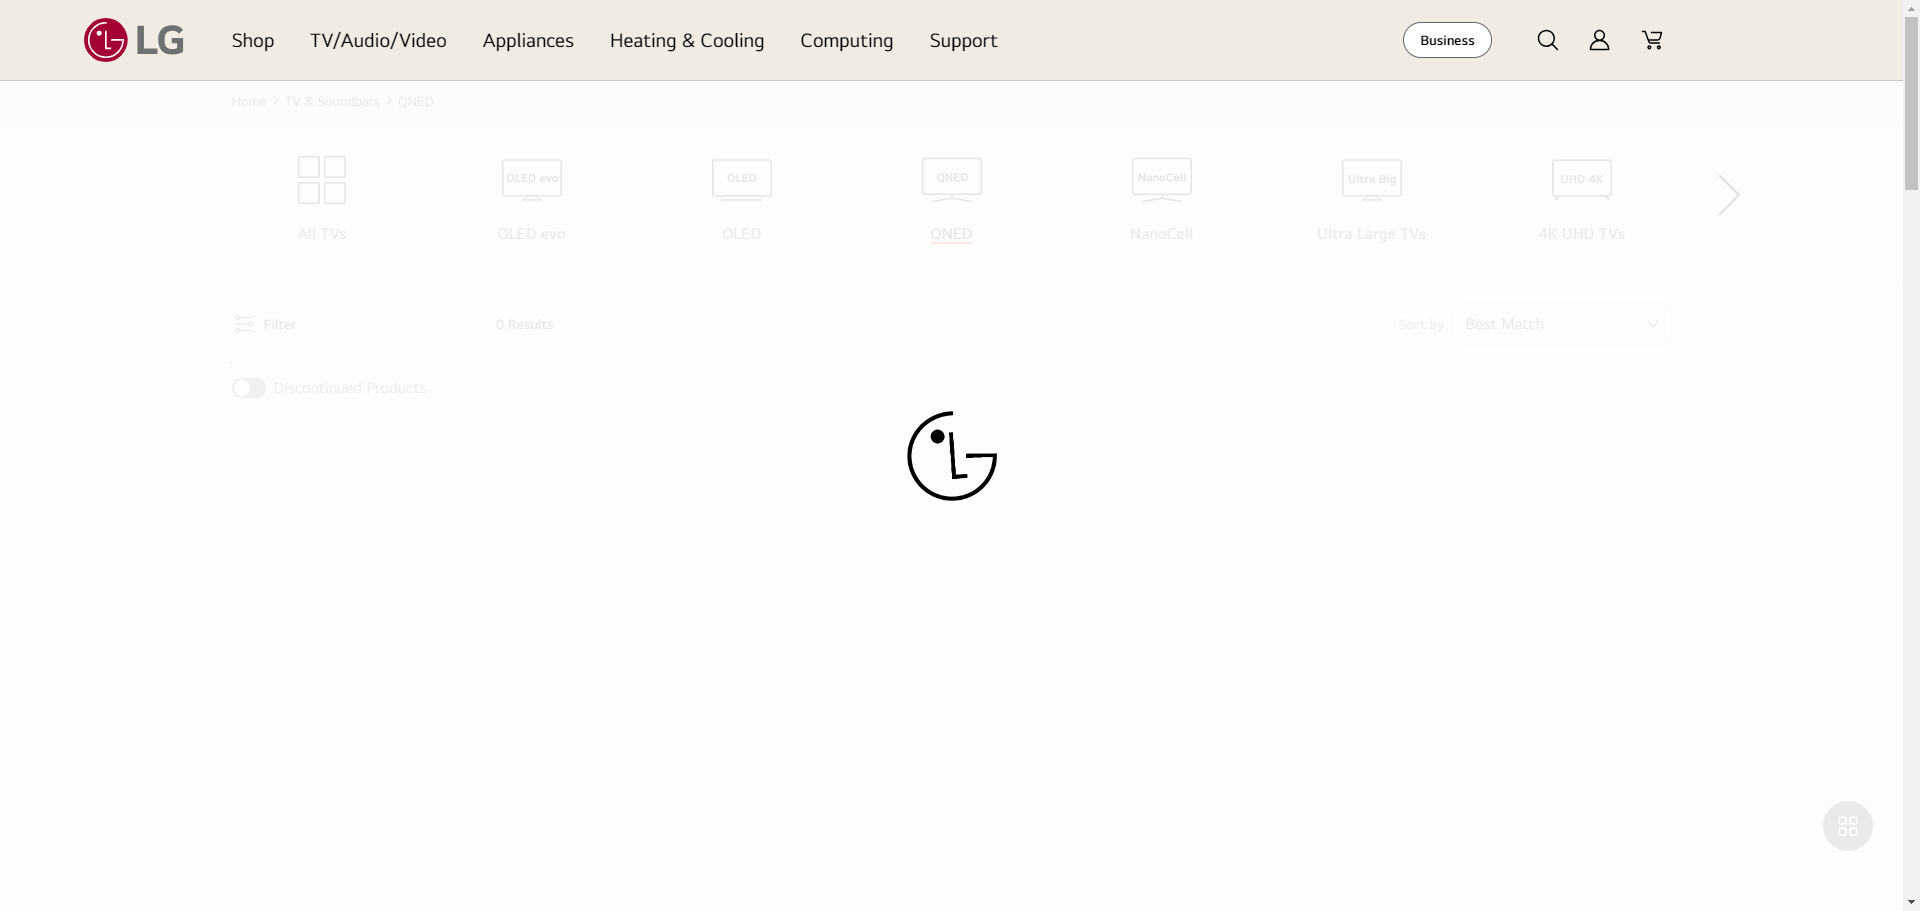 LG
Shop
TV/Audio/Video
Appliances
Heating & Cooling
Computing
Support
Business
Home
TV & Soundbars
QNED
OLED evo
OLED
QNED
NanoCell
Ultra Big
UHD 4K
All TVs
OLED evo
OLED
QNED
NanoCell
Ultra Large TVs
4K UHD TVs
Filter
0 Results
Sort by
Best Match
Discontinued Products